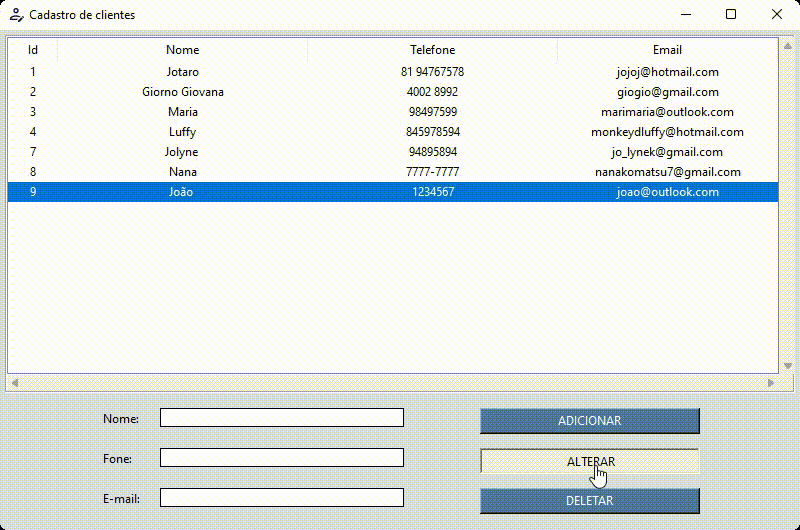 Cadastro de clientes
Id Nome Telefone Email
1 Jotaro 81 94767578 jojoj@hotmail.com
2 Giorno Giovana 4002 8992 giogio@gmail.com
3 Maria 98497599 marimaria@outlook.com
4 Luffy 845978594 monkeydluffy@hotmail.com
7 Jolyne 94895894 jo_lynek@gmail.com
8 Nana 7777-7777 nanakomatsu7@gmail.com
9 João 1234567 joao@outlook.com
Nome: ADICIONAR
Fone: ALTERAR
E-mail: DELETAR